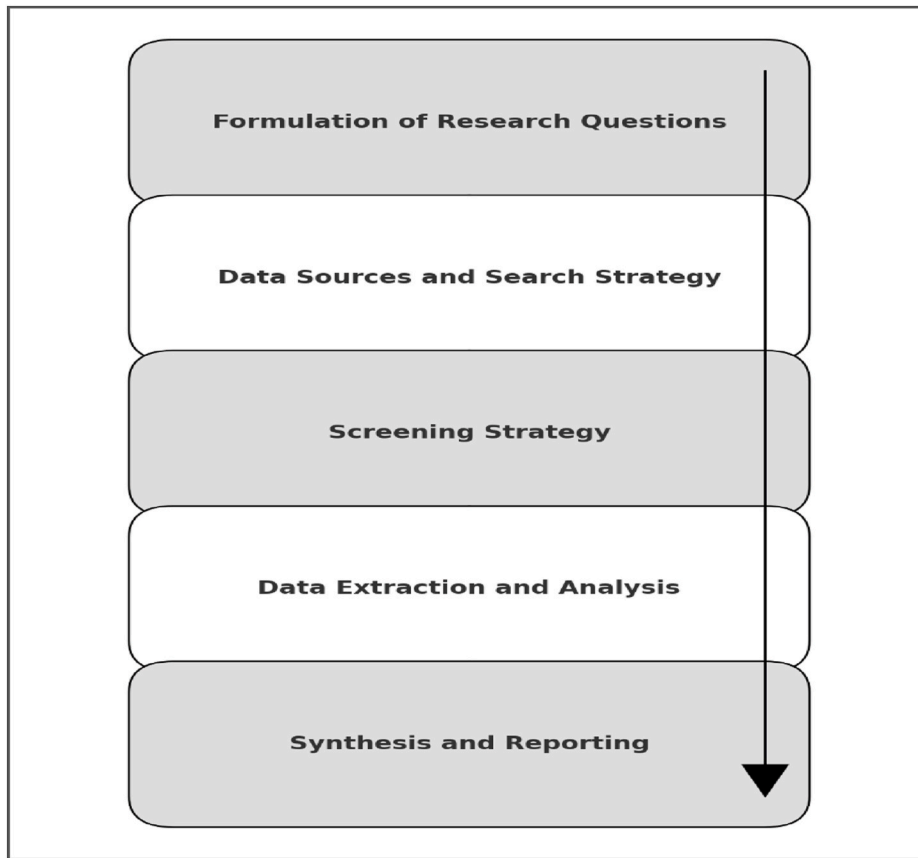 Formulation of Research Questions
Data Sources and Search Strategy
Screening Strategy
Data Extraction and Analysis
Synthesis and Reporting